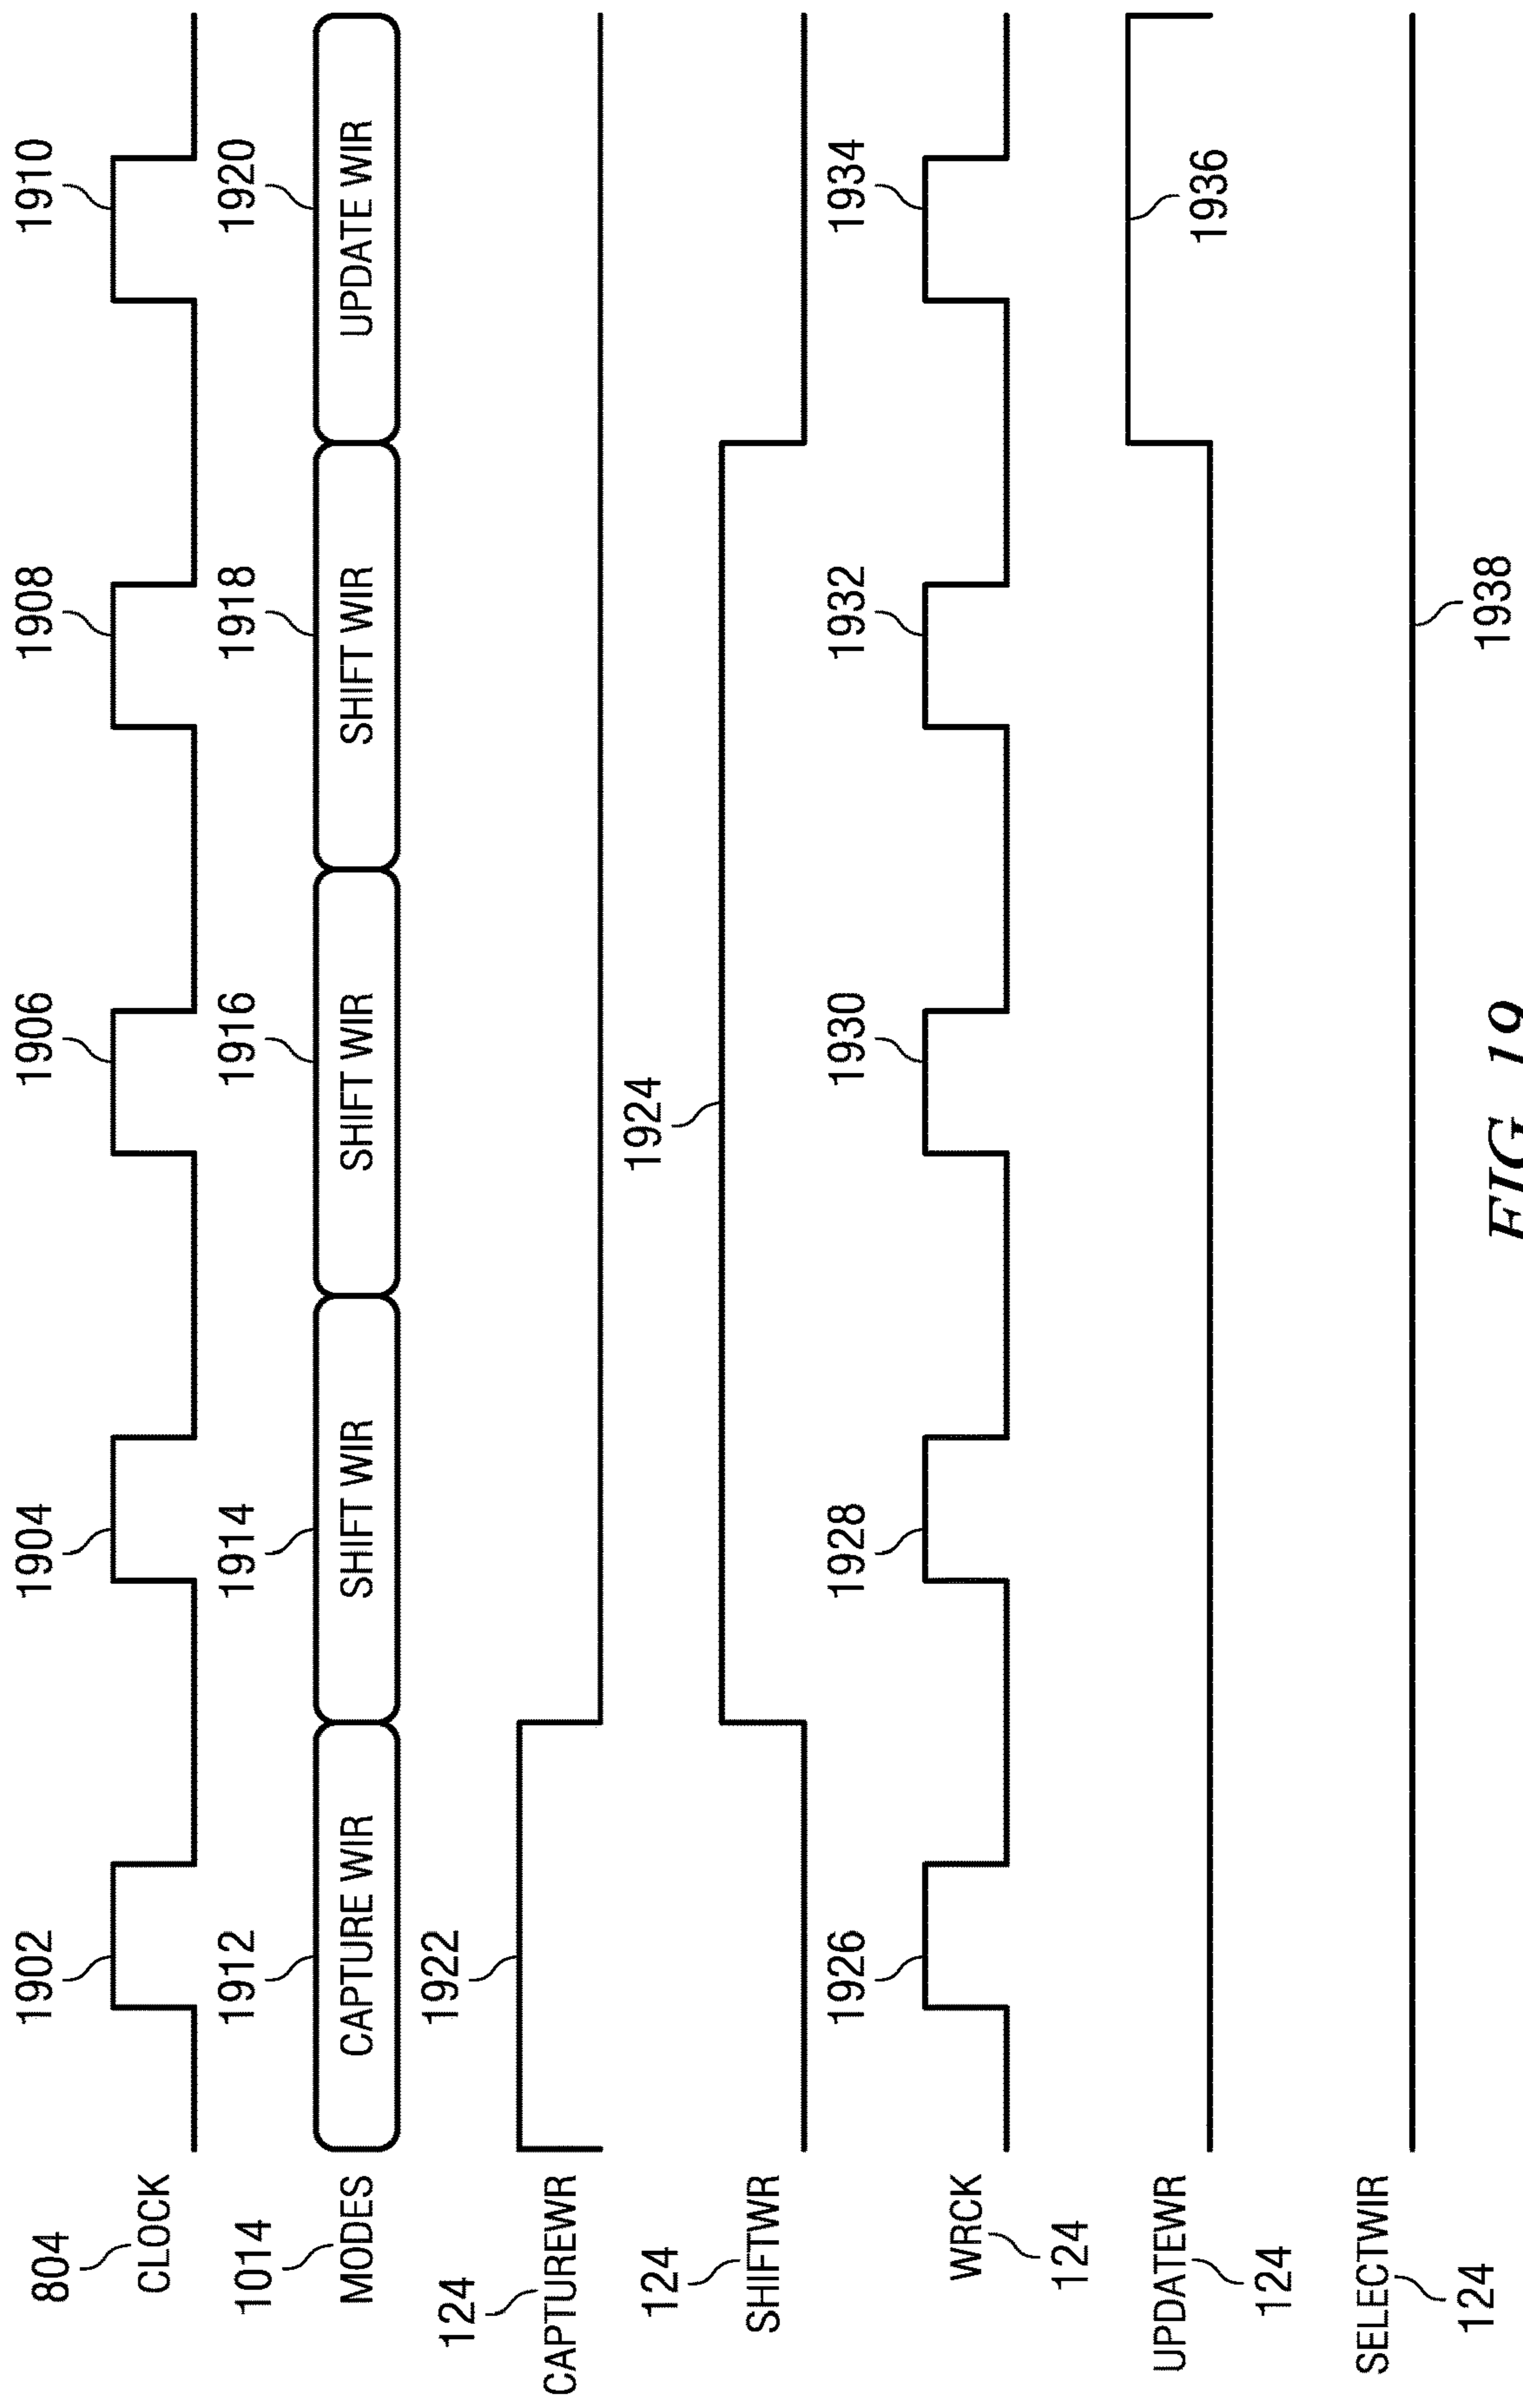 804
CLOCK
1902
1904
1906
1908
1910
1014
MODES
1912
1914
1916
1918
1920
CAPTURE WIR
SHIFT WIR
SHIFT WIR
SHIFT WIR
UPDATE WIR
124
CAPTUREWR
1922
124
SHIFTWR
1924
WRCK
124
1926
1928
1930
1932
1934
UPDATEWR
124
1936
SELECTWIR
124
1938
FIG. 19